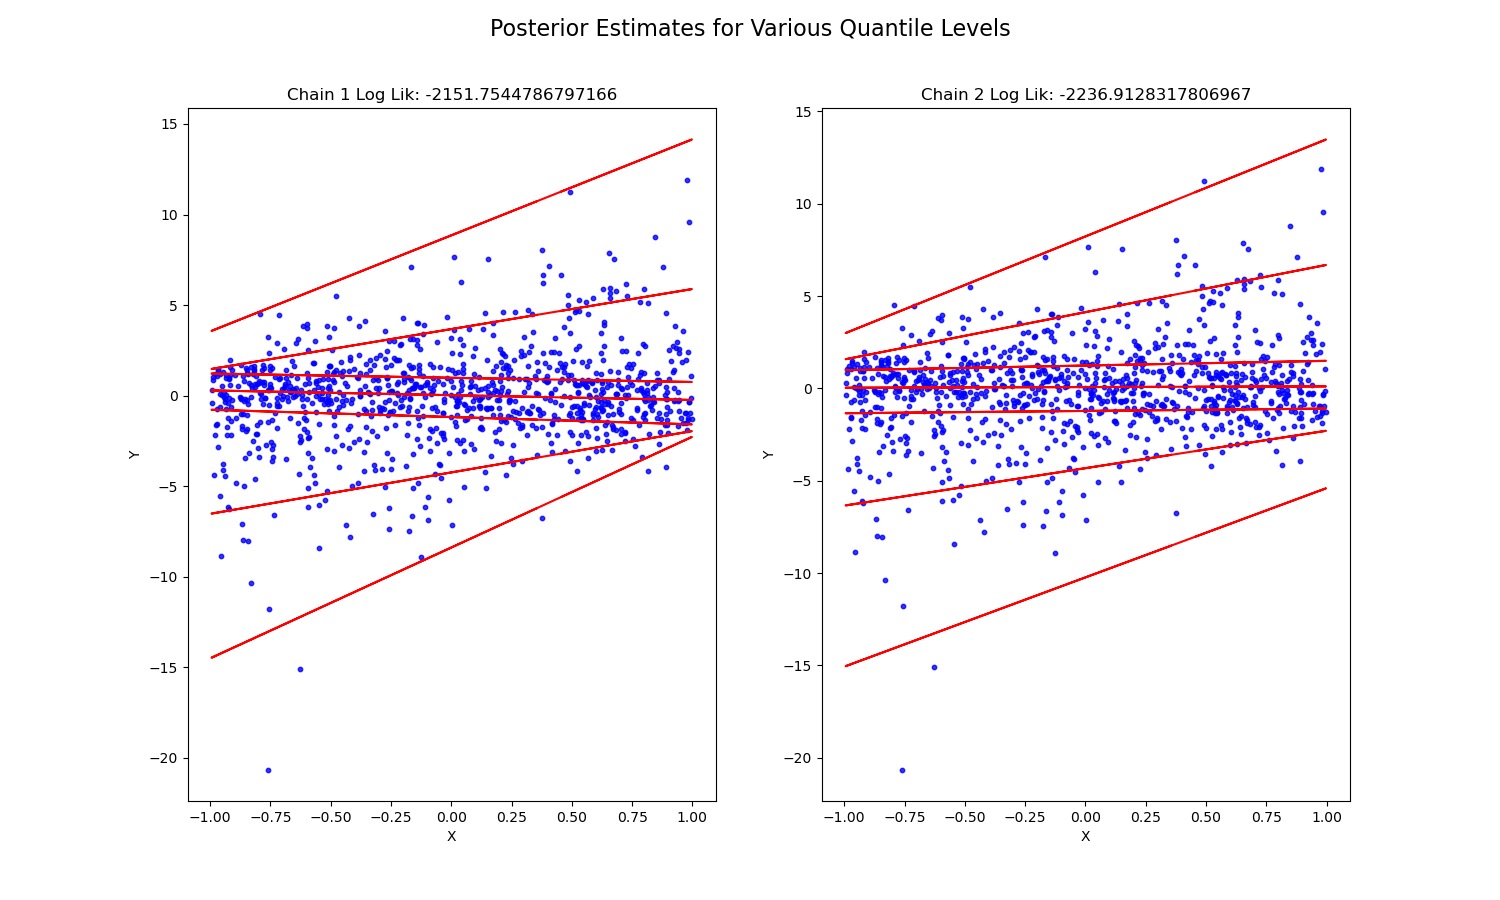 Posterior Estimates for Various Quantile Levels
Chain 1 Log Lik: -2151.7544786797166
15
10
5
0
−5
−10
−15
−20
Y
−1.00 −0.75 −0.50 −0.25 0.00 0.25 0.50 0.75 1.00
X
Chain 2 Log Lik: -2236.9128317806967
15
10
5
0
−5
−10
−15
−20
Y
−1.00 −0.75 −0.50 −0.25 0.00 0.25 0.50 0.75 1.00
X